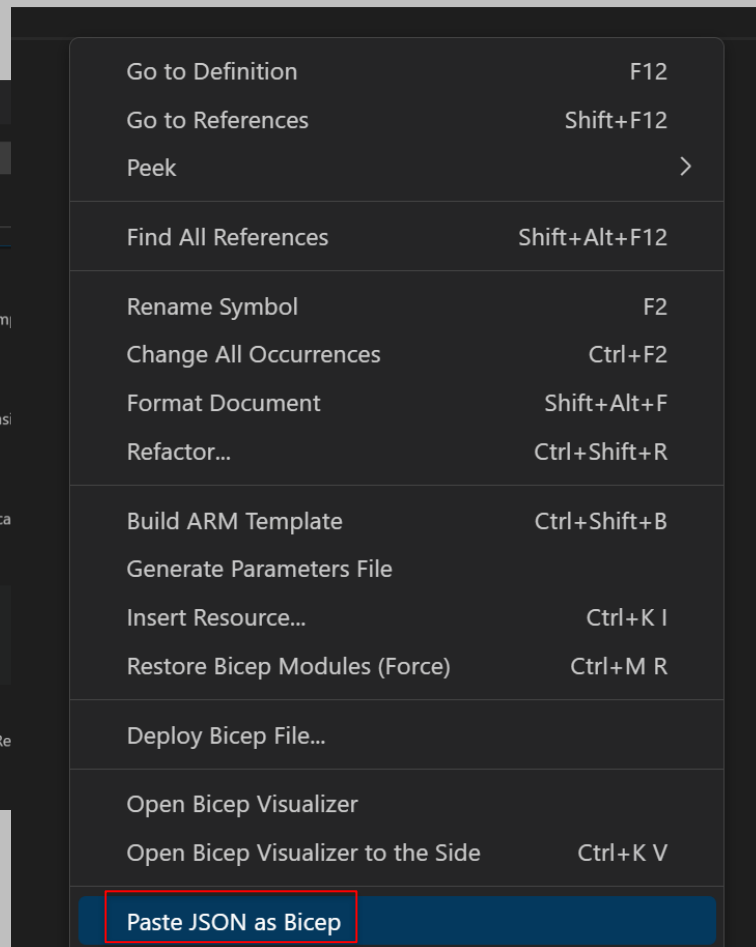 Go to Definition F12
Go to References Shift+F12
Peek
Find All References Shift+Alt+F12
Rename Symbol F2
Change All Occurrences Ctrl+F2
Format Document Shift+Alt+F
Refactor... Ctrl+Shift+R
Build ARM Template Ctrl+Shift+B
Generate Parameters File
Insert Resource... Ctrl+K I
Restore Bicep Modules (Force) Ctrl+M R
Deploy Bicep File...
Open Bicep Visualizer
Open Bicep Visualizer to the Side Ctrl+K V
Paste JSON as Bicep